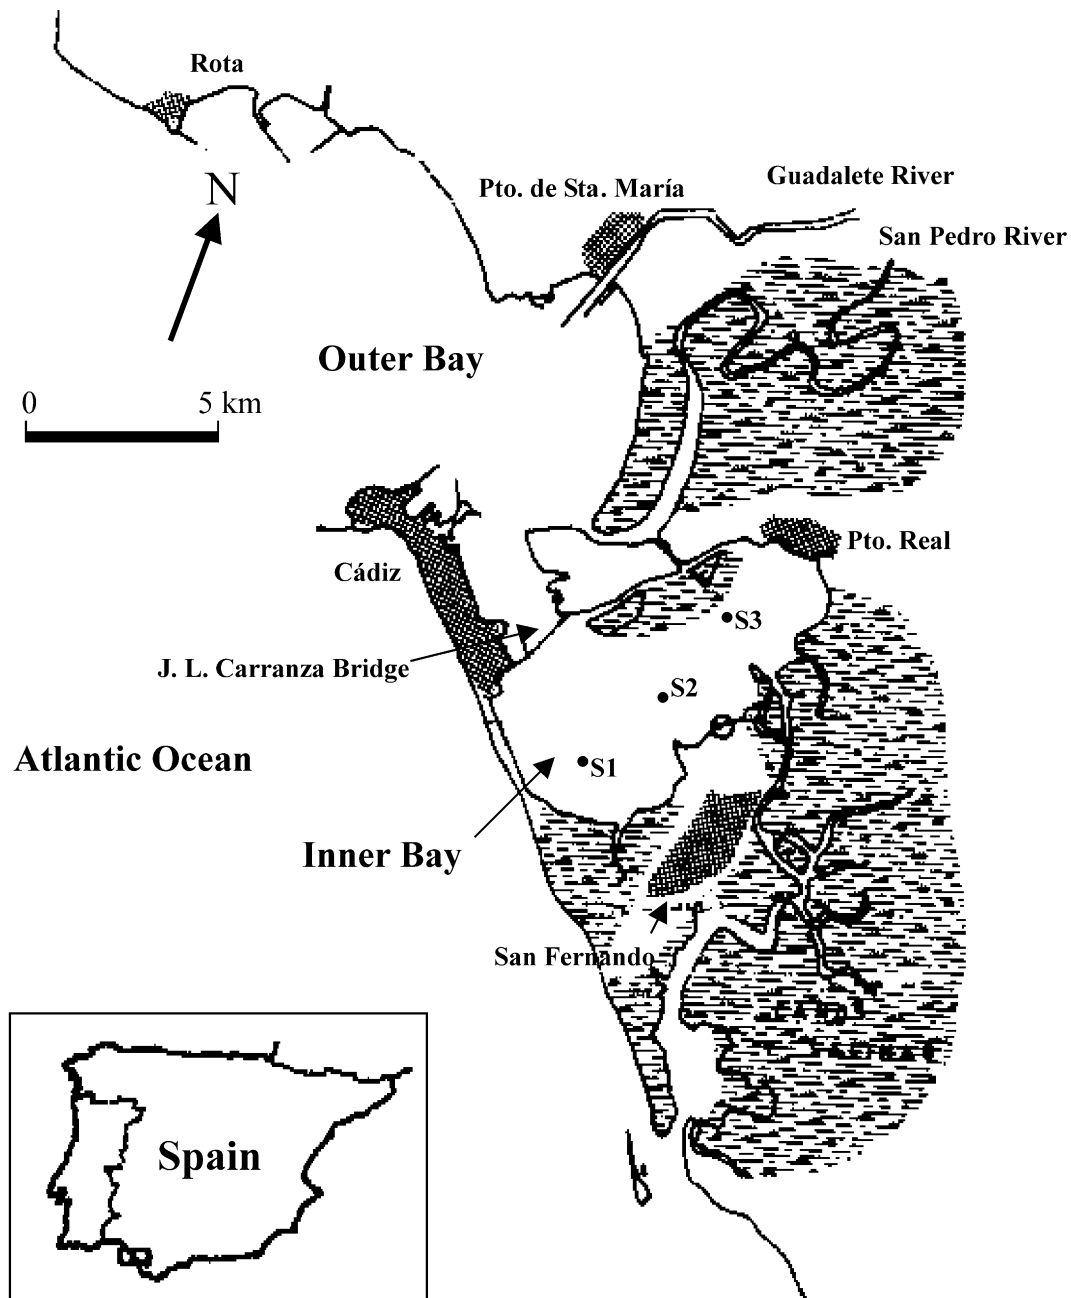 Rota
N
Pto. de Sta. María
Guadalete River
San Pedro River
Outer Bay
0 5 km
Cádiz
Pto. Real
S3
J. L. Carranza Bridge
S2
Atlantic Ocean
S1
Inner Bay
San Fernando
Spain